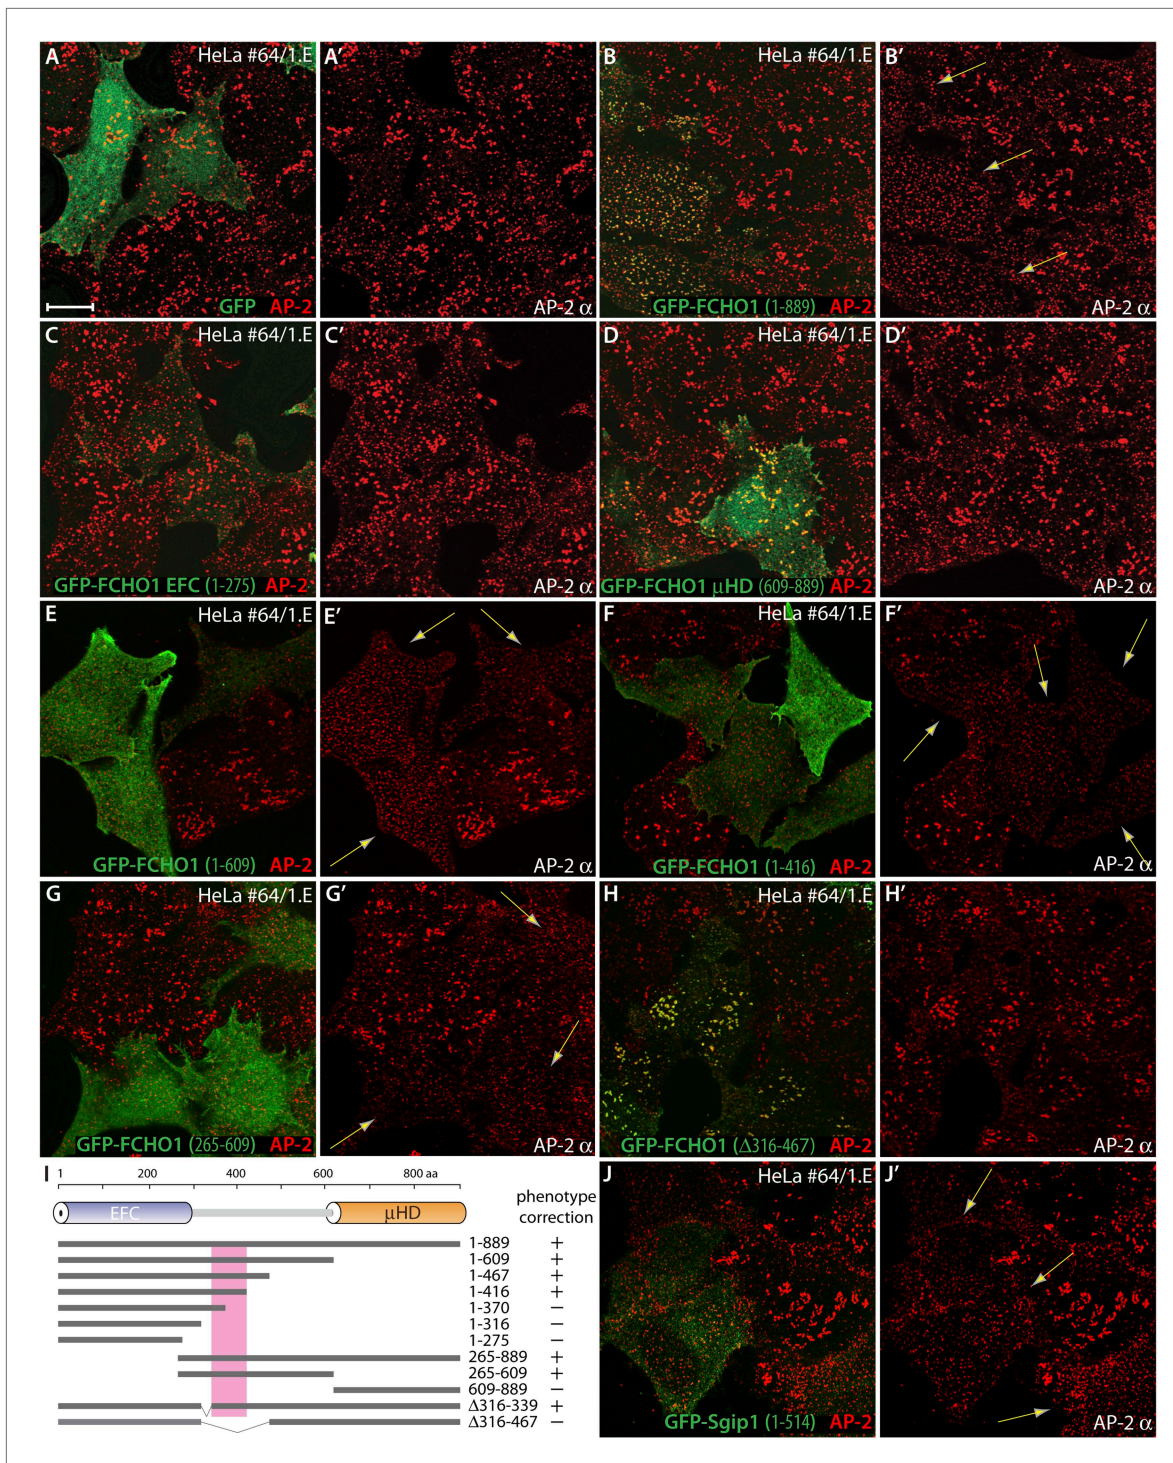 A HeLa #64/1.E
GFP AP-2
A′
AP-2 α
B HeLa #64/1.E
GFP-FCHO1 (1-889) AP-2
B′
AP-2 α
C HeLa #64/1.E
GFP-FCHO1 EFC (1-275) AP-2
C′
AP-2 α
D HeLa #64/1.E
GFP-FCHO1 μHD (609-889) AP-2
D′
AP-2 α
E HeLa #64/1.E
GFP-FCHO1 (1-609) AP-2
E′
AP-2 α
F HeLa #64/1.E
GFP-FCHO1 (1-416) AP-2
F′
AP-2 α
G HeLa #64/1.E
GFP-FCHO1 (265-609) AP-2
G′
AP-2 α
H HeLa #64/1.E
GFP-FCHO1 (Δ316-467) AP-2
H′
AP-2 α
I 1 200 400 600 800 aa
phenotype
correction
EFC μHD
1-889 +
1-609 +
1-467 +
1-416 +
1-370 −
1-316 −
1-275 −
265-889 +
265-609 +
609-889 −
Δ316-339 +
Δ316-467 −
J HeLa #64/1.E
GFP-Sgip1 (1-514) AP-2
J′
AP-2 α